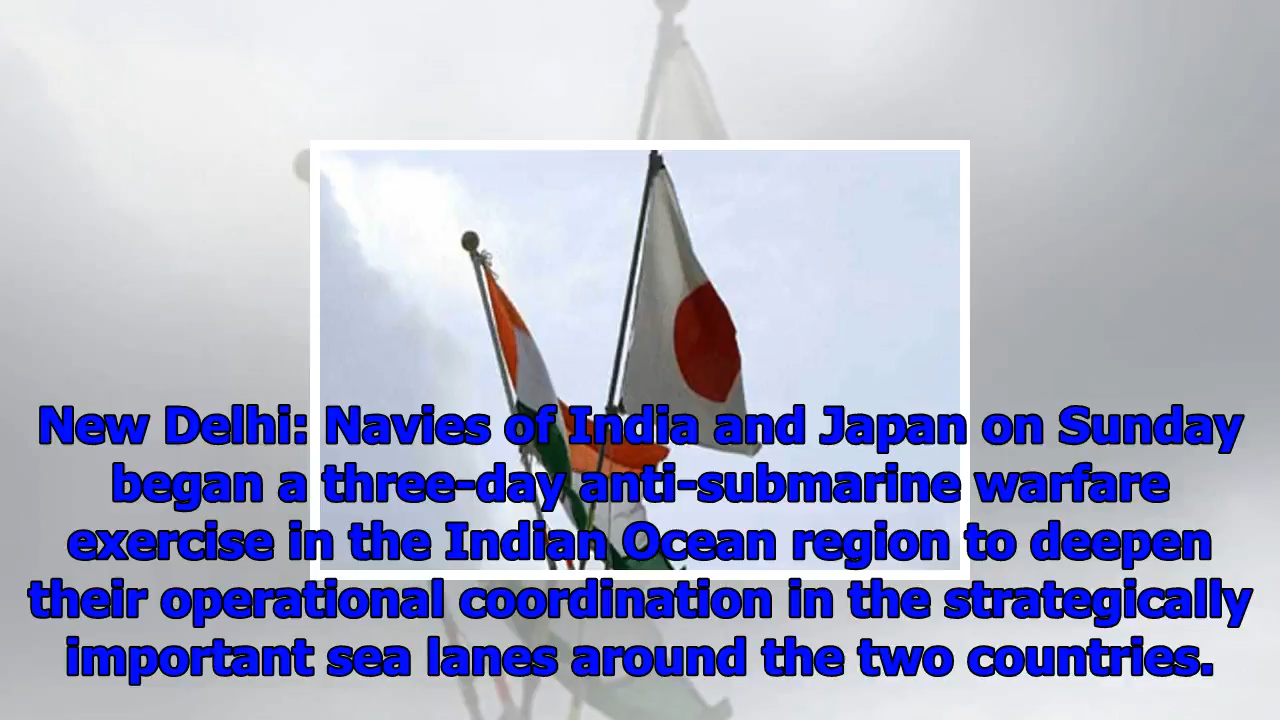 New Delhi: Navies of India and Japan on Sunday
began a three-day anti-submarine warfare
exercise in the Indian Ocean region to deepen
their operational coordination in the strategically
important sea lanes around the two countries.